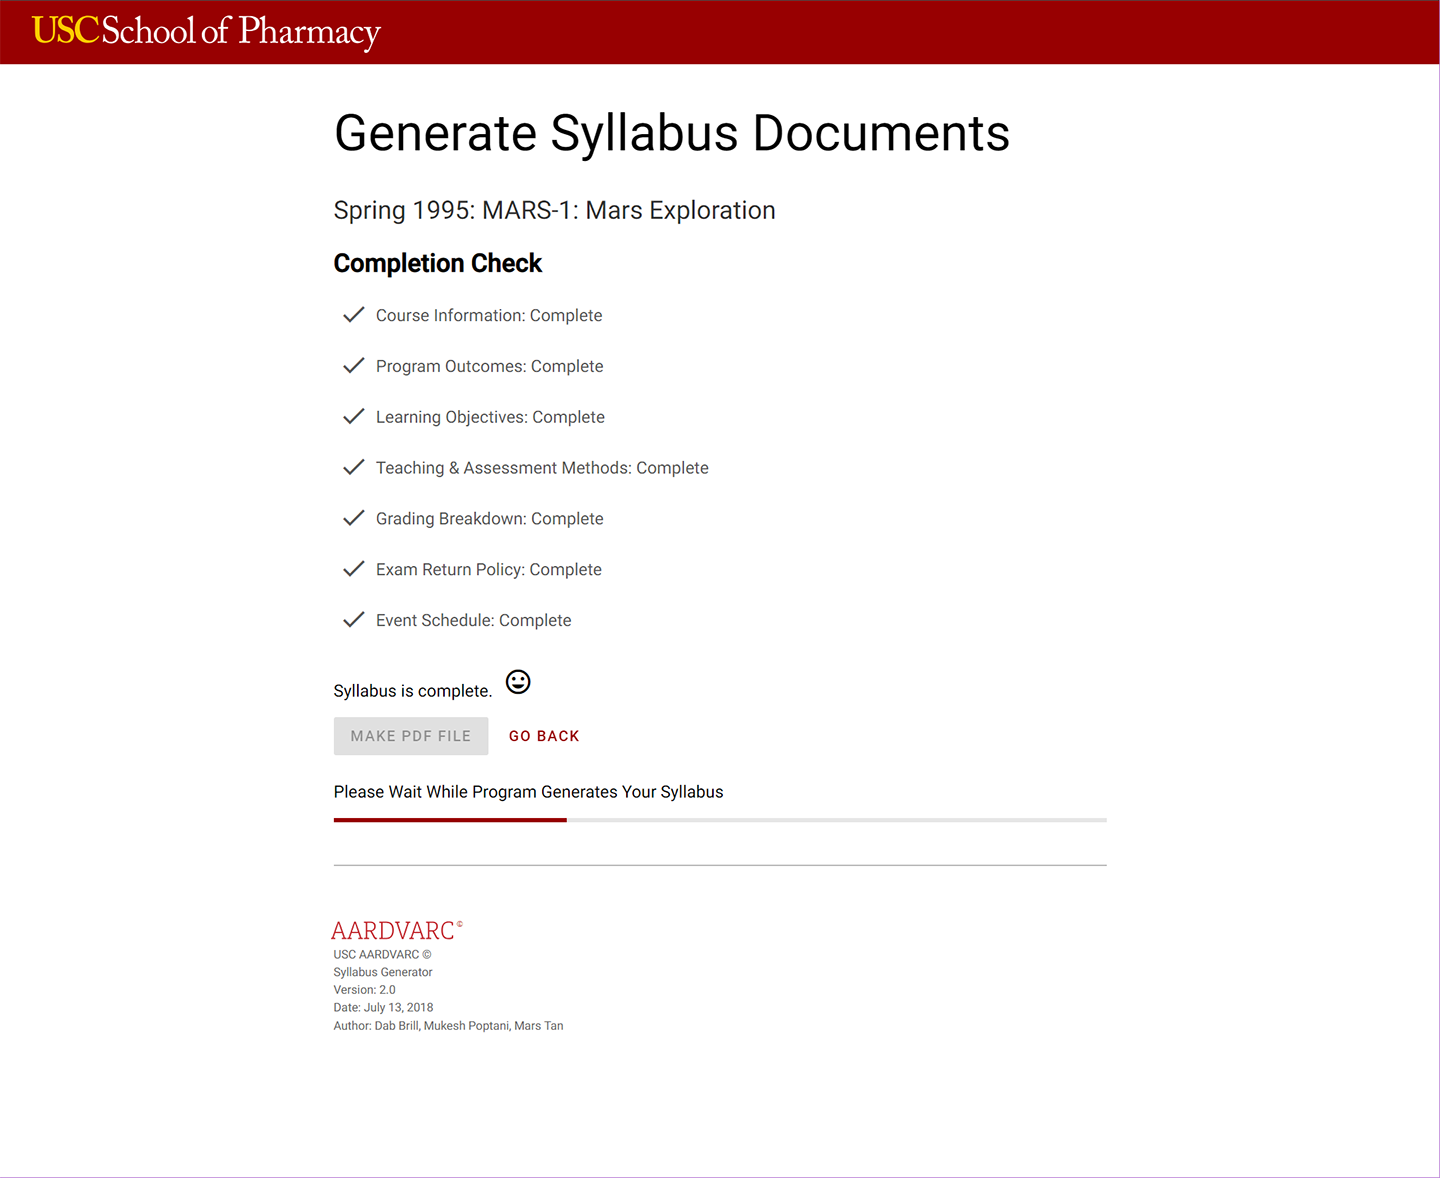 USC School of Pharmacy
Generate Syllabus Documents
Spring 1995: MARS-1: Mars Exploration
Completion Check
Course Information: Complete
Program Outcomes: Complete
Learning Objectives: Complete
Teaching & Assessment Methods: Complete
Grading Breakdown: Complete
Exam Return Policy: Complete
Event Schedule: Complete
Syllabus is complete.
MAKE PDF FILE GO BACK
Please Wait While Program Generates Your Syllabus
AARDVARC©
USC AARDVARC ©
Syllabus Generator
Version: 2.0
Date: July 13, 2018
Author: Dab Brill, Mukesh Poptani, Mars Tan